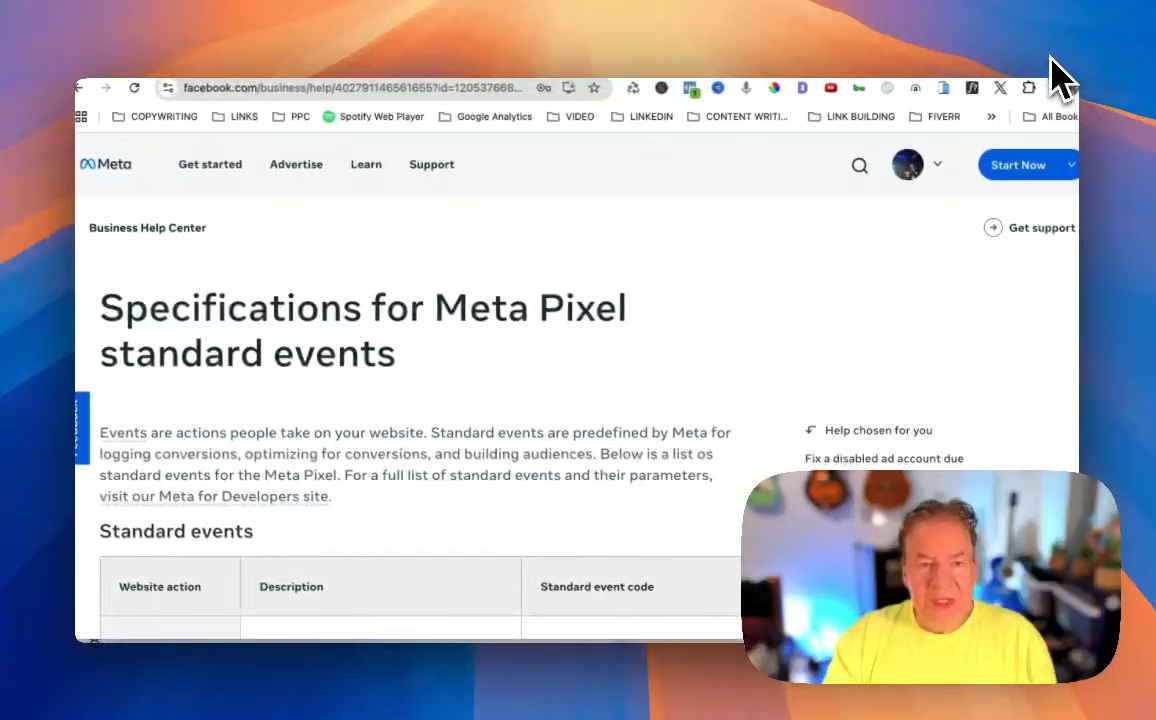 facebook.com/business/help/402791146561655?id=120537668...
COPYWRITING LINKS PPC Spotify Web Player Google Analytics VIDEO LINKEDIN CONTENT WRITI... LINK BUILDING FIVERR » All Book
Meta Get started Advertise Learn Support Start Now
Business Help Center Get support
Specifications for Meta Pixel
standard events
Events are actions people take on your website. Standard events are predefined by Meta for
logging conversions, optimizing for conversions, and building audiences. Below is a list os
standard events for the Meta Pixel. For a full list of standard events and their parameters,
visit our Meta for Developers site.
Help chosen for you
Fix a disabled ad account due
Standard events
Website action Description Standard event code